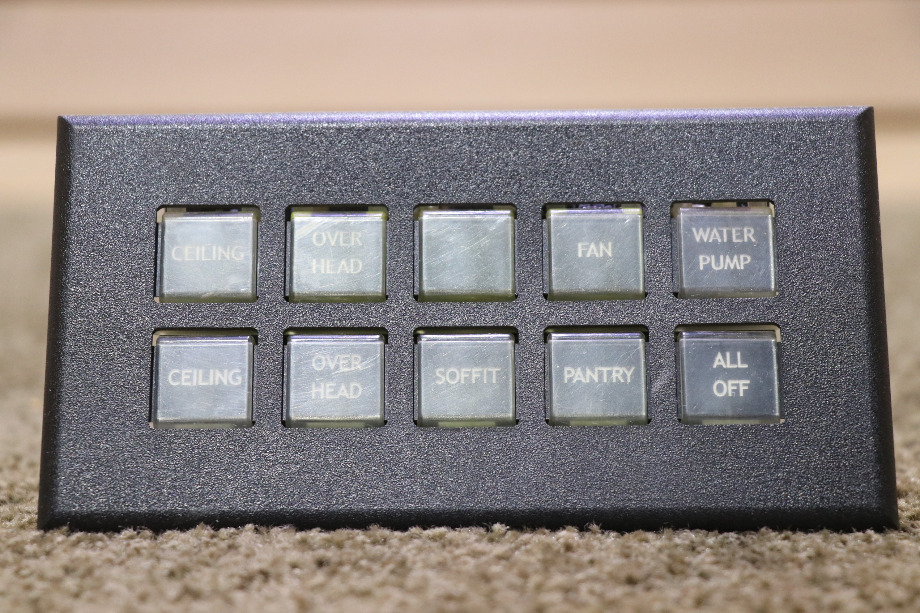 CEILING
OVER
HEAD
FAN
WATER
PUMP
CEILING
OVER
HEAD
SOFFIT
PANTRY
ALL
OFF